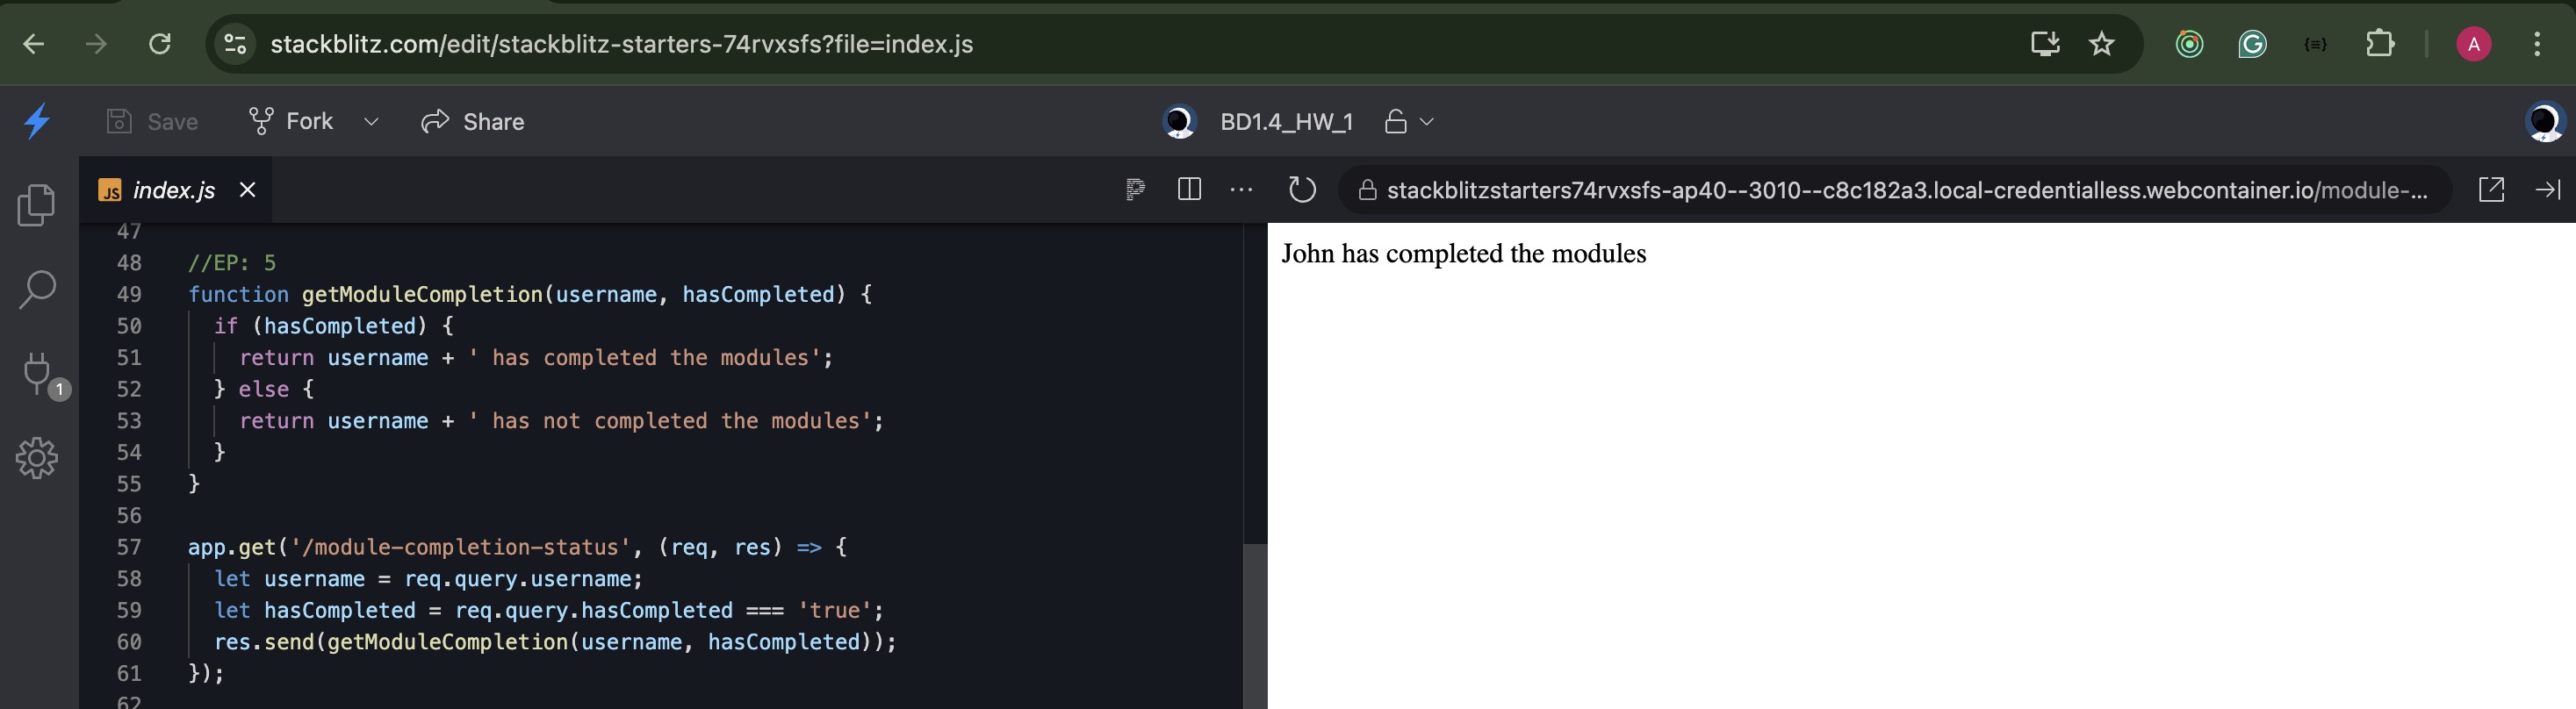 stackblitz.com/edit/stackblitz-starters-74rvxsfs?file=index.js
A
Save Fork Share BD1.4_HW_1
JS index.js stackblitzstarters74rvxsfs-ap40--3010--c8c182a3.local-credentialless.webcontainer.io/module-...
1
47
48 //EP: 5
49 function getModuleCompletion(username, hasCompleted) {
50 if (hasCompleted) {
51 return username + ' has completed the modules';
52 } else {
53 return username + ' has not completed the modules';
54 }
55 }
56
57 app.get('/module-completion-status', (req, res) => {
58 let username = req.query.username;
59 let hasCompleted = req.query.hasCompleted === 'true';
60 res.send(getModuleCompletion(username, hasCompleted));
61 });
62
John has completed the modules